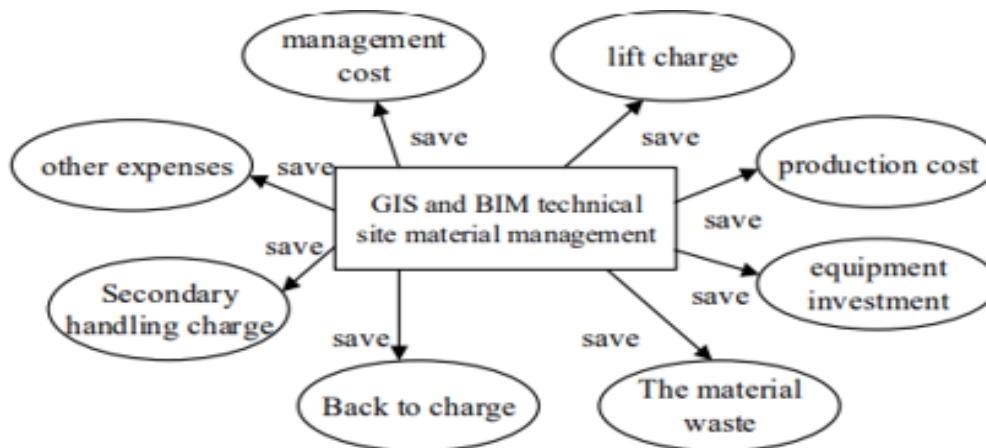 management
cost
lift charge
save
save
other expenses
save
production cost
GIS and BIM technical
site material management
save
save
Secondary
handling charge
equipment
investment
save
save
save
Back to charge
The material
waste